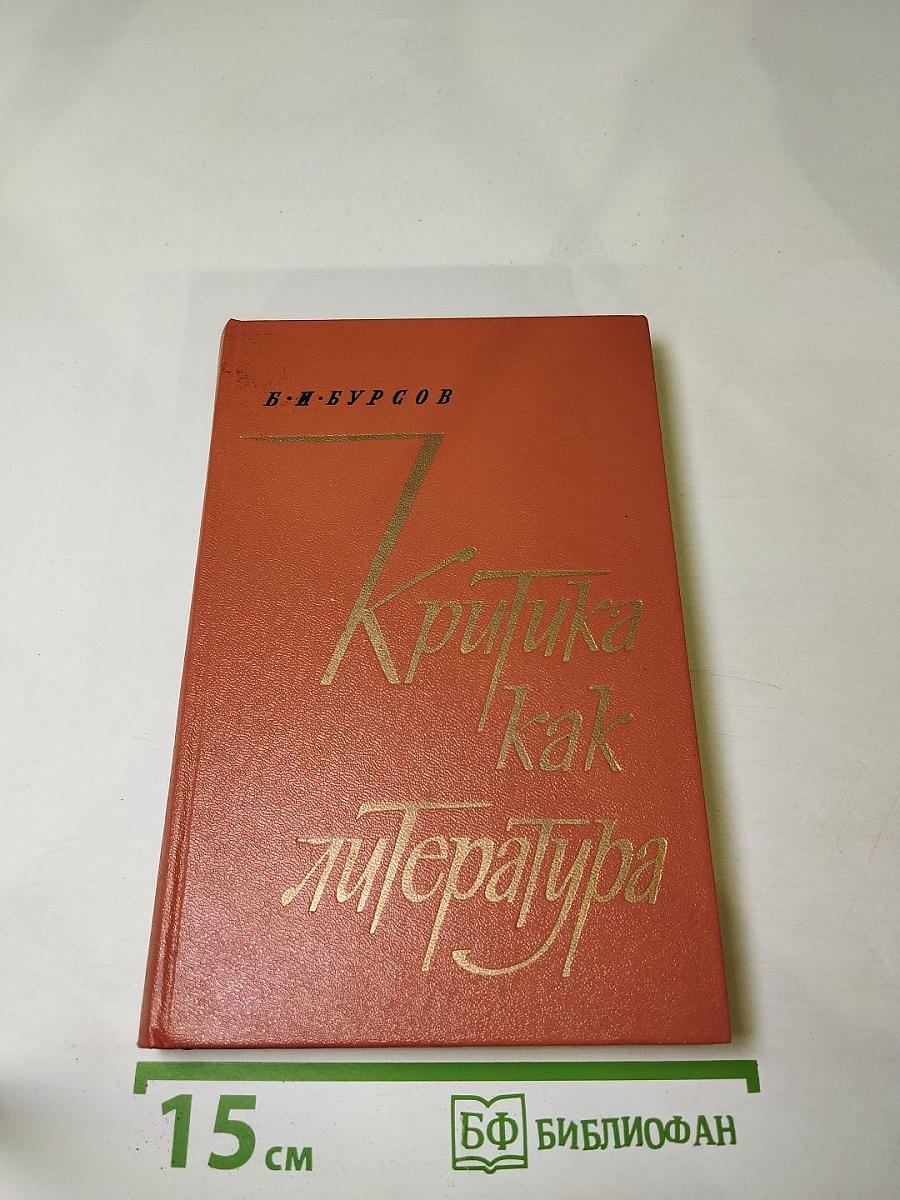 Б·И·БУРСОВ
Критика
как
литература
15 см
БФ БИБЛИОФАН